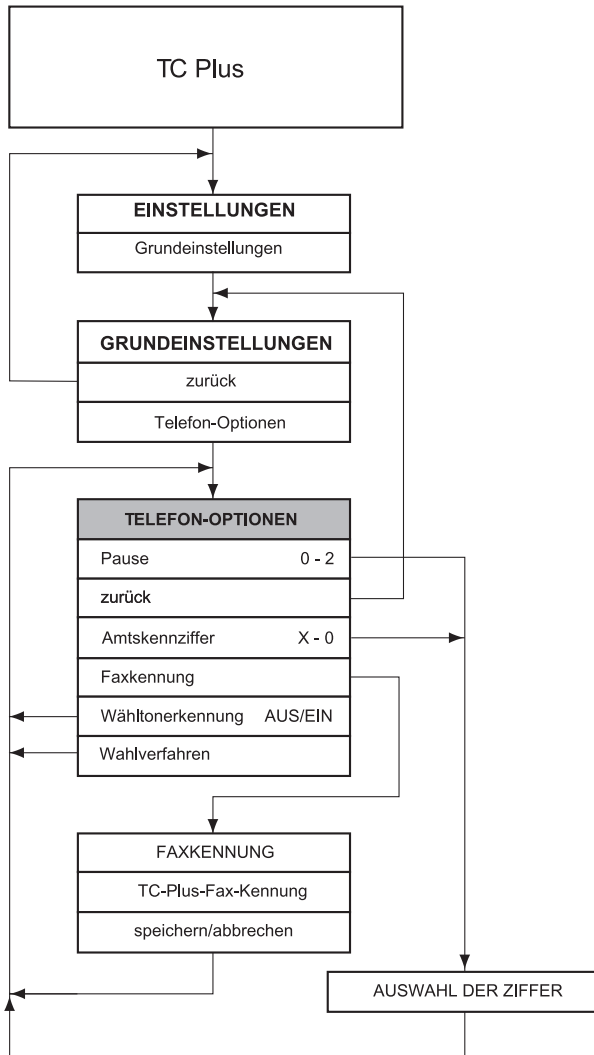 TC Plus
EINSTELLUNGEN
Grundeinstellungen
GRUNDEINSTELLUNGEN
zurück
Telefon-Optionen
TELEFON-OPTIONEN
Pause 0 - 2
zurück
Amtskennziffer X - 0
Faxkennung
Wähltonerkennung AUS/EIN
Wahlverfahren
FAXKENNUNG
TC-Plus-Fax-Kennung
speichern/abbrechen
AUSWAHL DER ZIFFER